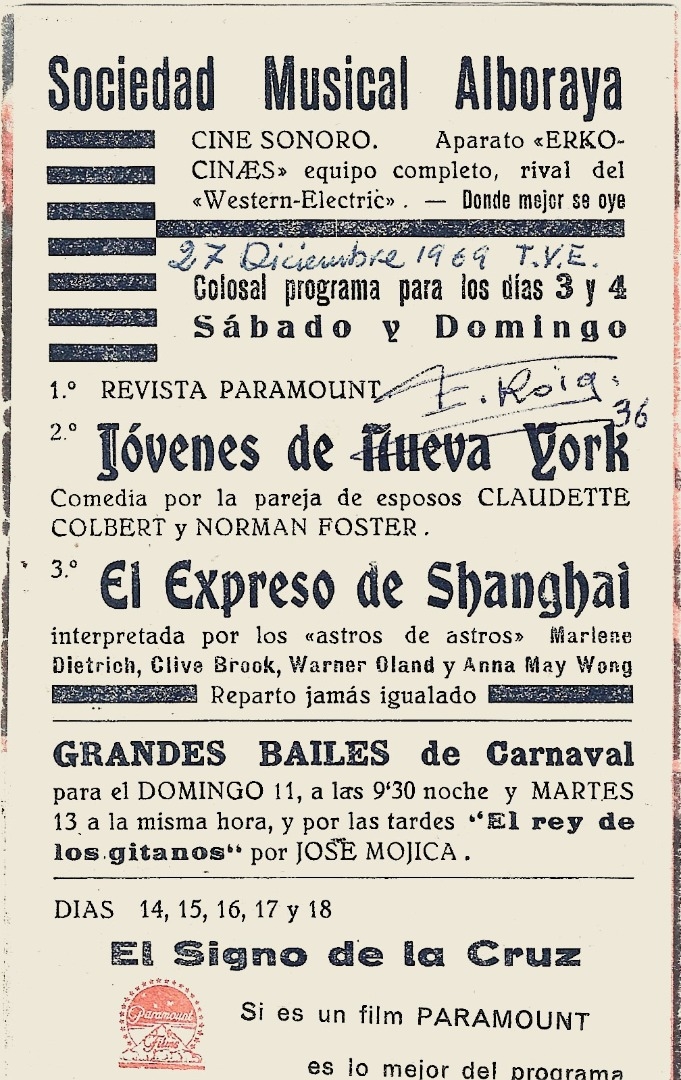 Sociedad Musical Alboraya
CINE SONORO. Aparato «ERKO-
CINÆS» equipo completo, rival del
«Western-Electric». — Donde mejor se oye
27 Diciembre 1969 T.V.E.
Colosal programa para los días 3 y 4
Sábado y Domingo
1.º REVISTA PARAMOUNT
E. Roig.
36
2.º Jóvenes de Nueva York
Comedia por la pareja de esposos CLAUDETTE
COLBERT y NORMAN FOSTER.
3.º El Expreso de Shanghai
interpretada por los «astros de astros» Marlene
Dietrich, Clive Brook, Warner Oland y Anna May Wong
Reparto jamás igualado
GRANDES BAILES de Carnaval
para el DOMINGO 11, a las 9'30 noche y MARTES
13 a la misma hora, y por las tardes "El rey de
los gitanos" por JOSE MOJICA.
DIAS 14, 15, 16, 17 y 18
El Signo de la Cruz
Paramount
Films
Si es un film PARAMOUNT
es lo mejor del programa